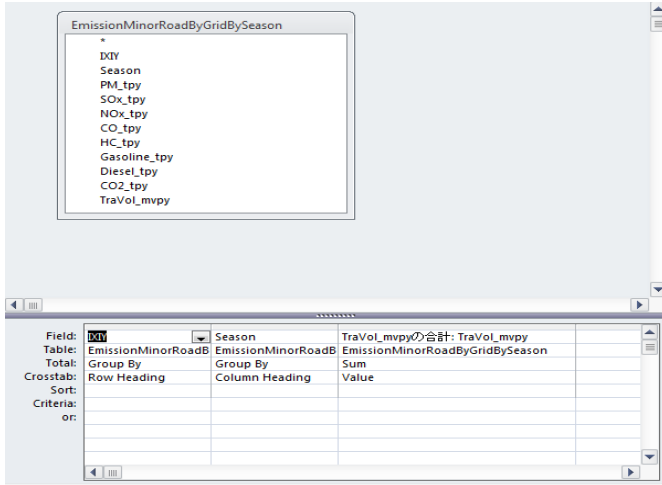 EmissionMinorRoadByGridBySeason
*
IXIY
Season
PM_tpy
SOx_tpy
NOx_tpy
CO_tpy
HC_tpy
Gasoline_tpy
Diesel_tpy
CO2_tpy
TraVol_mvpy
Field: IXIY Season TraVol_mvpyの合計: TraVol_mvpy
Table: EmissionMinorRoadB EmissionMinorRoadB EmissionMinorRoadByGridBySeason
Total: Group By Group By Sum
Crosstab: Row Heading Column Heading Value
Sort:
Criteria:
or: